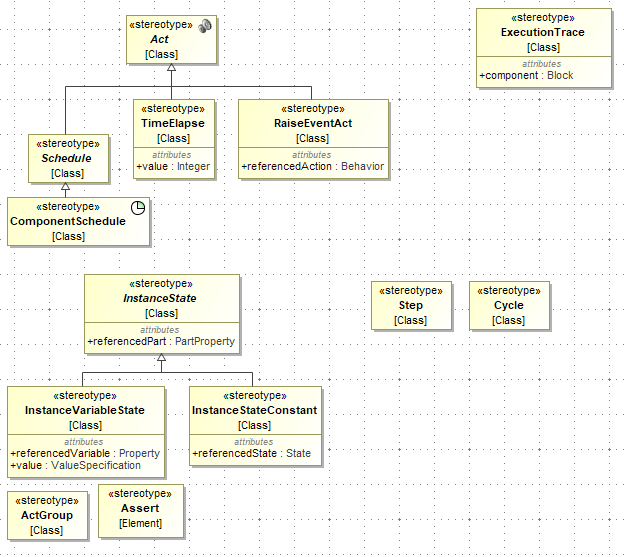 «stereotype»
Act
[Class]
«stereotype»
ExecutionTrace
[Class]
attributes
+component : Block
«stereotype»
TimeElapse
[Class]
attributes
+value : Integer
«stereotype»
RaiseEventAct
[Class]
attributes
+referencedAction : Behavior
«stereotype»
Schedule
[Class]
«stereotype»
ComponentSchedule
[Class]
«stereotype»
InstanceState
[Class]
attributes
+referencedPart : PartProperty
«stereotype»
Step
[Class]
«stereotype»
Cycle
[Class]
«stereotype»
InstanceVariableState
[Class]
attributes
+referencedVariable : Property
+value : ValueSpecification
«stereotype»
InstanceStateConstant
[Class]
attributes
+referencedState : State
«stereotype»
ActGroup
[Class]
«stereotype»
Assert
[Element]